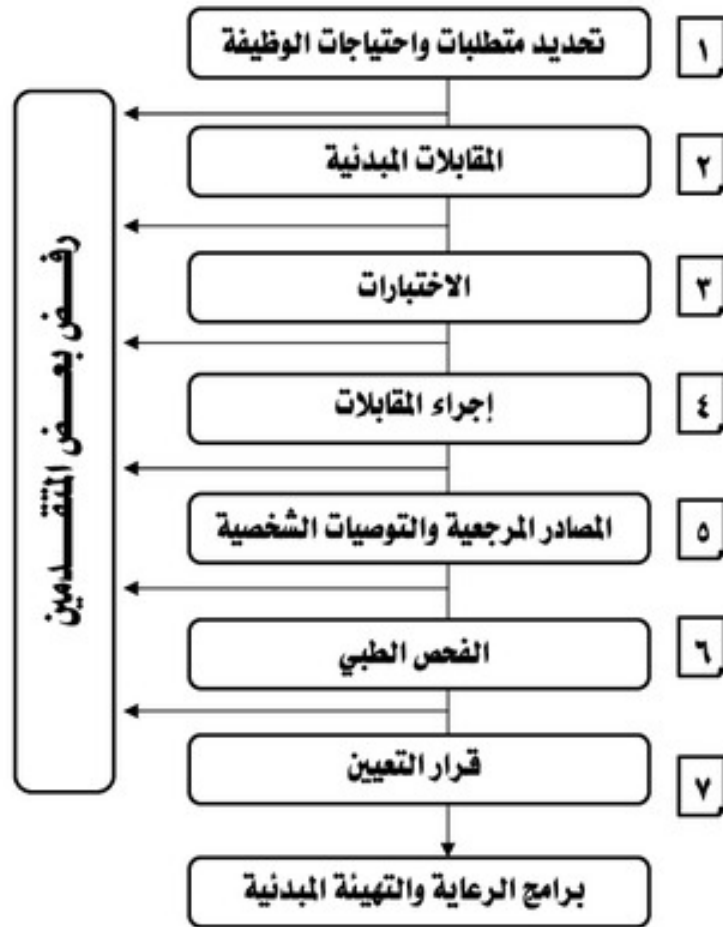 ١
تحديد متطلبات واحتياجات الوظيفة
٢
المقابلات المبدئية
٣
الاختبارات
٤
إجراء المقابلات
٥
المصادر المرجعية والتوصيات الشخصية
٦
الفحص الطبي
٧
قرار التعيين
برامج الرعاية والتهيئة المبدئية
رفض بعض المتقدمين